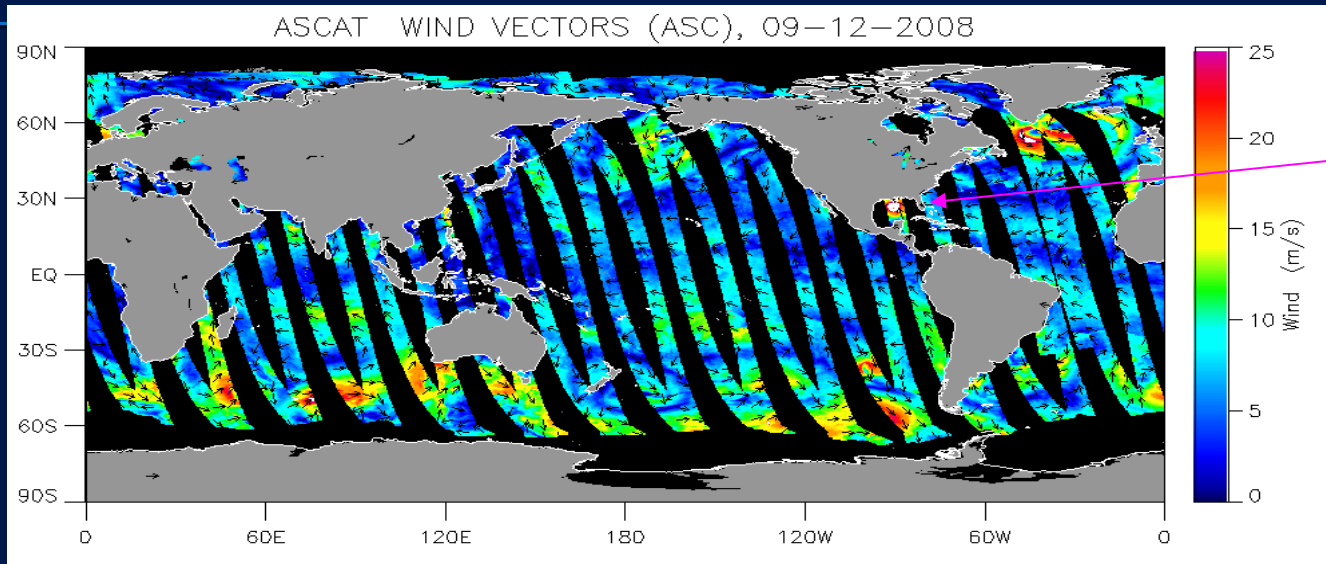 ASCAT WIND VECTORS (ASC), 09-12-2008
90N
60N
30N
EQ
30S
60S
90S
0
60E
120E
180
120W
60W
0
25
20
15
10
5
0
Wind (m/s)